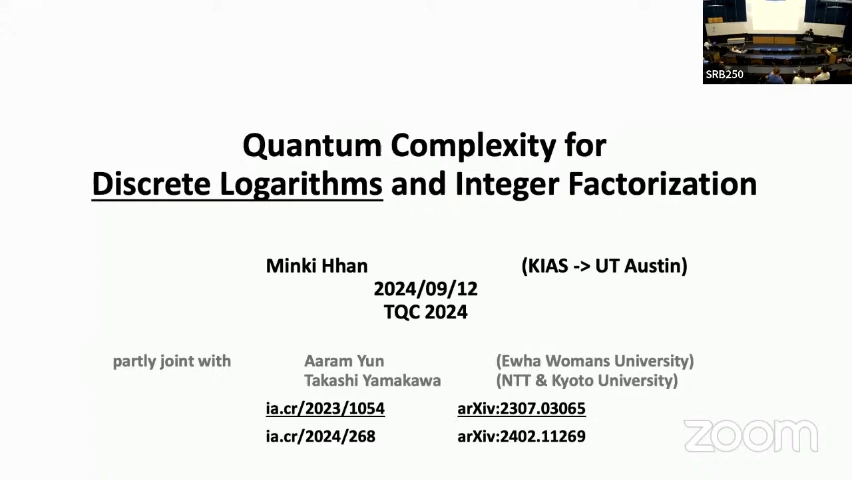 SRB250
Quantum Complexity for
Discrete Logarithms and Integer Factorization
Minki Hhan (KIAS -> UT Austin)
2024/09/12
TQC 2024
partly joint with Aaram Yun (Ewha Womans University)
Takashi Yamakawa (NTT & Kyoto University)
ia.cr/2023/1054 arXiv:2307.03065
ia.cr/2024/268 arXiv:2402.11269
zoom